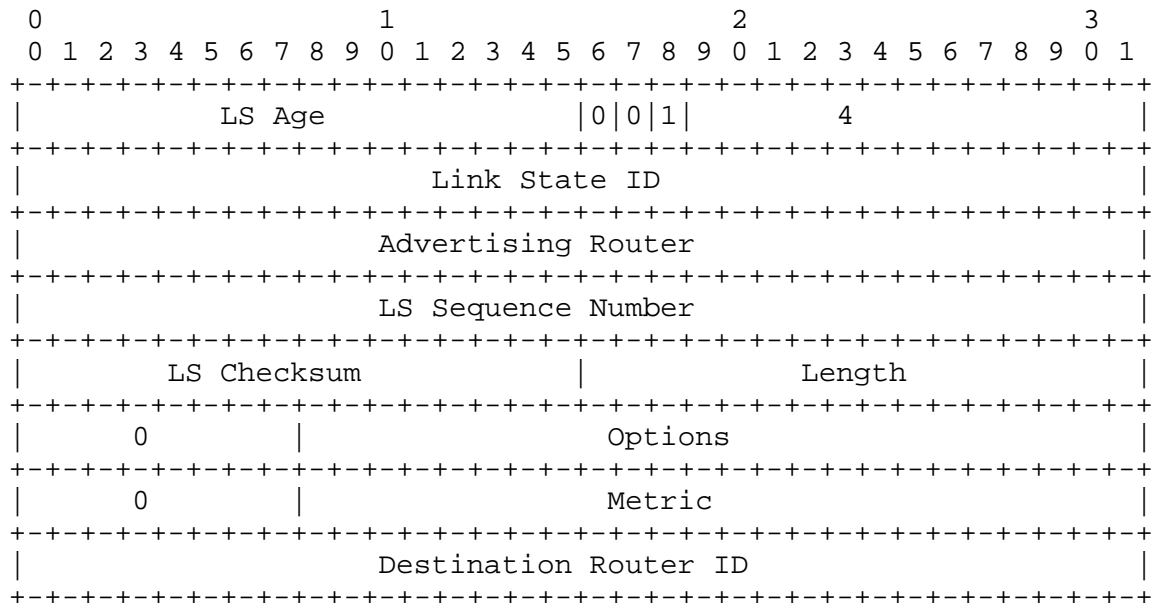 0                   1                   2                   3
 0 1 2 3 4 5 6 7 8 9 0 1 2 3 4 5 6 7 8 9 0 1 2 3 4 5 6 7 8 9 0 1
+-+-+-+-+-+-+-+-+-+-+-+-+-+-+-+-+-+-+-+-+-+-+-+-+-+-+-+-+-+-+-+-+
|           LS Age              |0|0|1|        4                |
+-+-+-+-+-+-+-+-+-+-+-+-+-+-+-+-+-+-+-+-+-+-+-+-+-+-+-+-+-+-+-+-+
|                       Link State ID                           |
+-+-+-+-+-+-+-+-+-+-+-+-+-+-+-+-+-+-+-+-+-+-+-+-+-+-+-+-+-+-+-+-+
|                    Advertising Router                         |
+-+-+-+-+-+-+-+-+-+-+-+-+-+-+-+-+-+-+-+-+-+-+-+-+-+-+-+-+-+-+-+-+
|                    LS Sequence Number                         |
+-+-+-+-+-+-+-+-+-+-+-+-+-+-+-+-+-+-+-+-+-+-+-+-+-+-+-+-+-+-+-+-+
|        LS Checksum            |            Length             |
+-+-+-+-+-+-+-+-+-+-+-+-+-+-+-+-+-+-+-+-+-+-+-+-+-+-+-+-+-+-+-+-+
|      0        |                 Options                       |
+-+-+-+-+-+-+-+-+-+-+-+-+-+-+-+-+-+-+-+-+-+-+-+-+-+-+-+-+-+-+-+-+
|      0        |                 Metric                        |
+-+-+-+-+-+-+-+-+-+-+-+-+-+-+-+-+-+-+-+-+-+-+-+-+-+-+-+-+-+-+-+-+
|                    Destination Router ID                      |
+-+-+-+-+-+-+-+-+-+-+-+-+-+-+-+-+-+-+-+-+-+-+-+-+-+-+-+-+-+-+-+-+